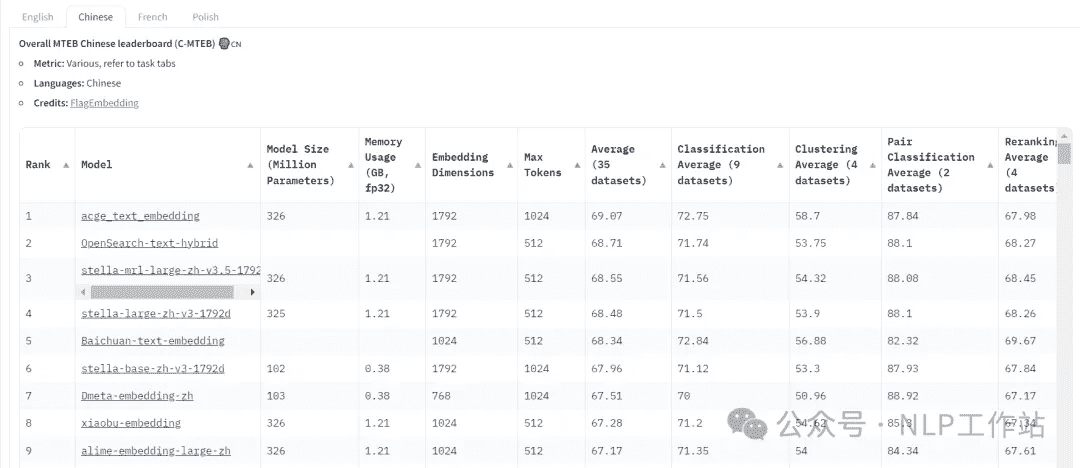 English Chinese French Polish
Overall MTEB Chinese leaderboard (C-MTEB) CN
Metric: Various, refer to task tabs
Languages: Chinese
Credits: FlagEmbedding
Rank Model Model Size (Million Parameters) Memory Usage (GB, fp32) Embedding Dimensions Max Tokens Average (35 datasets) Classification Average (9 datasets) Clustering Average (4 datasets) Pair Classification Average (2 datasets) Reranking Average (4 datasets)
1 acge_text_embedding 326 1.21 1792 1024 69.07 72.75 58.7 87.84 67.98
2 OpenSearch-text-hybrid 1792 512 68.71 71.74 53.75 88.1 68.27
3 stella-mrl-large-zh-v3.5-1792 326 1.21 1792 512 68.55 71.56 54.32 88.08 68.45
4 stella-large-zh-v3-1792d 325 1.21 1792 512 68.48 71.5 53.9 88.1 68.26
5 Baichuan-text-embedding 1024 512 68.34 72.84 56.88 82.32 69.67
6 stella-base-zh-v3-1792d 102 0.38 1792 1024 67.96 71.12 53.3 87.93 67.84
7 Dmeta-embedding-zh 103 0.38 768 1024 67.51 70 50.96 88.92 67.17
8 xiaobu-embedding 326 1.21 1024 512 67.28 71.2 54.62 85.3 67.34
9 alime-embedding-large-zh 326 1.21 1024 512 67.17 71.35 54 84.34 67.61
公众号·NLP工作站